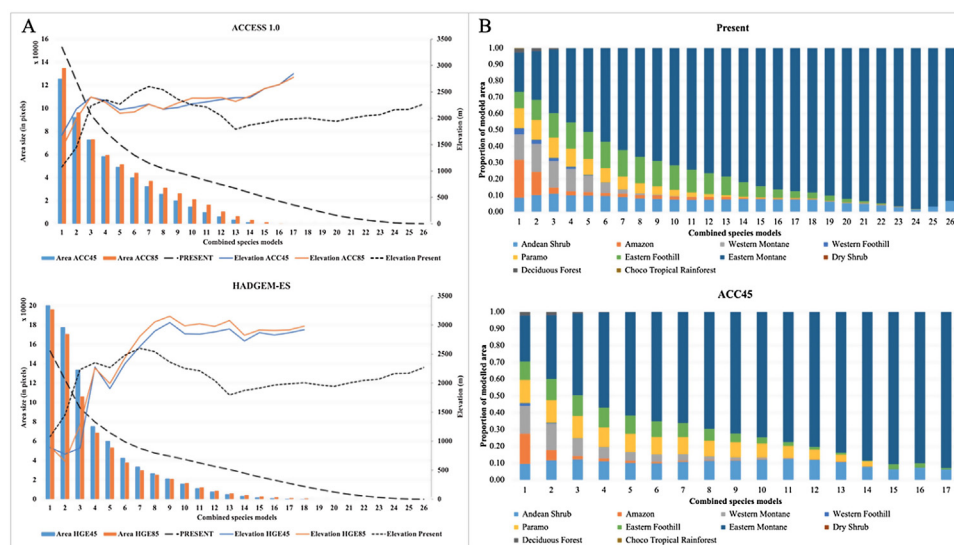 A
ACCESS 1.0
x 10000
Area size (in pixels)
14
12
10
8
6
4
2
0
3500
3000
2500
2000
1500
1000
500
0
Elevation (m)
1 2 3 4 5 6 7 8 9 10 11 12 13 14 15 16 17 18 19 20 21 22 23 24 25 26
Combined species models
Area ACC45 Area ACC85 PRESENT Elevation ACC45 Elevation ACC85 Elevation Present
HADGEM-ES
x 10000
Area size (in pixels)
20
18
16
14
12
10
8
6
4
2
0
3500
3000
2500
2000
1500
1000
500
0
Elevation (m)
1 2 3 4 5 6 7 8 9 10 11 12 13 14 15 16 17 18 19 20 21 22 23 24 25 26
Combined species models
Area HGE45 Area HGE85 PRESENT Elevation HGE45 Elevation HGE85 Elevation Present
B
Present
Proportion of model area
1.00
0.90
0.80
0.70
0.60
0.50
0.40
0.30
0.20
0.10
0.00
1 2 3 4 5 6 7 8 9 10 11 12 13 14 15 16 17 18 19 20 21 22 23 24 25 26
Combined species models
Andean Shrub Amazon Western Montane Western Foothill
Paramo Eastern Foothill Eastern Montane Dry Shrub
Deciduous Forest Choco Tropical Rainforest
ACC45
Proportion of modelled area
1.00
0.90
0.80
0.70
0.60
0.50
0.40
0.30
0.20
0.10
0.00
1 2 3 4 5 6 7 8 9 10 11 12 13 14 15 16 17
Combined species models
Andean Shrub Amazon Western Montane Western Foothill
Paramo Eastern Foothill Eastern Montane Dry Shrub
Deciduous Forest Choco Tropical Rainforest